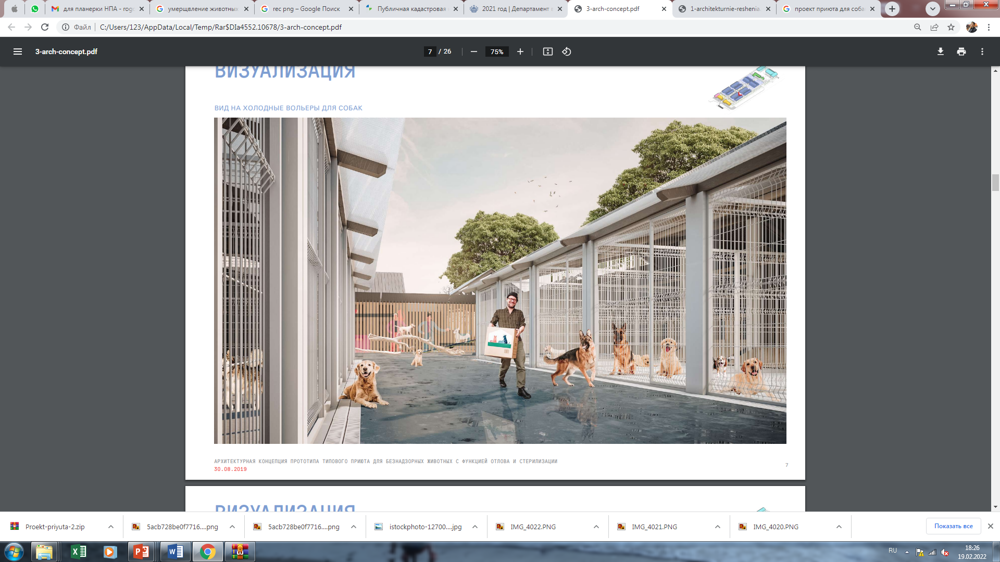 для планерки НПА - rogo
умерщвление животных
rec png – Google Поиск
Публичная кадастровая
2021 год | Департамент в
3-arch-concept.pdf
1-architekturnie-reshenia
проект приюта для соба
Файл
C:/Users/123/AppData/Local/Temp/Rar$DIa4552.10678/3-arch-concept.pdf
3-arch-concept.pdf
7 / 26
75%
ВИЗУАЛИЗАЦИЯ
ВИД НА ХОЛОДНЫЕ ВОЛЬЕРЫ ДЛЯ СОБАК
АРХИТЕКТУРНАЯ КОНЦЕПЦИЯ ПРОТОТИПА ТИПОВОГО ПРИЮТА ДЛЯ БЕЗНАДЗОРНЫХ ЖИВОТНЫХ С ФУНКЦИЕЙ ОТЛОВА И СТЕРИЛИЗАЦИИ
30.08.2019
7
ВИЗУАЛИЗАЦИЯ
Proekt-priyuta-2.zip
5acb728be0f7716....png
5acb728be0f7716....png
istockphoto-12700....jpg
IMG_4022.PNG
IMG_4021.PNG
IMG_4020.PNG
Показать все
RU
18:26
19.02.2022